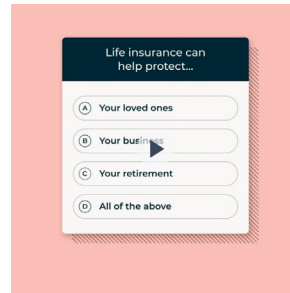 Life insurance can
help protect...
A Your loved ones
B Your business
C Your retirement
D All of the above